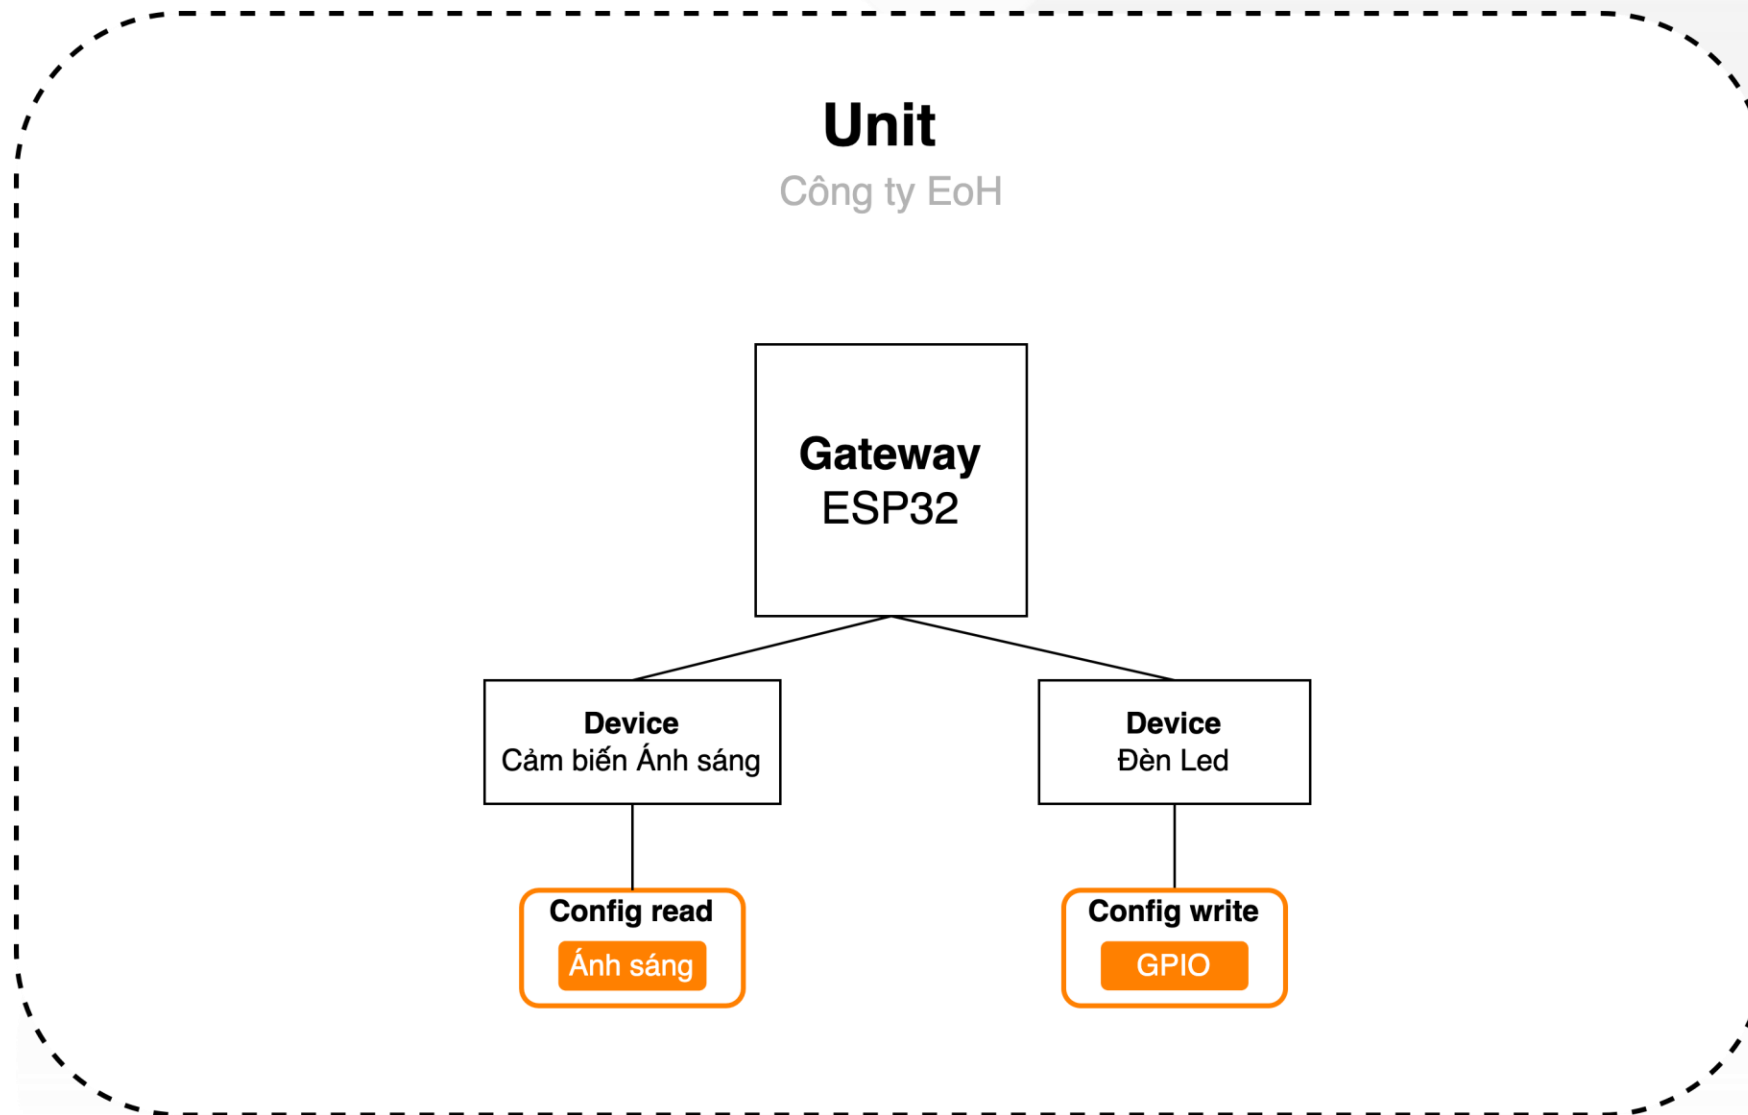 Unit
Công ty EoH
Gateway
ESP32
Device
Cảm biến Ánh sáng
Device
Đèn Led
Config read
Ánh sáng
Config write
GPIO